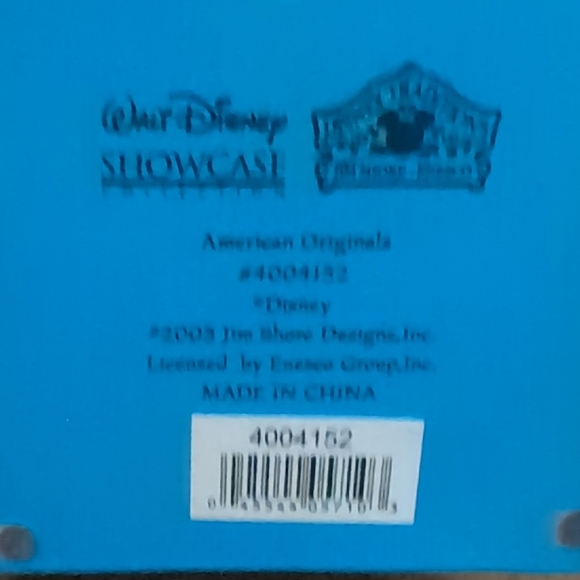 Walt Disney
SHOWCASE
COLLECTION
American Originals
#4004152
©Disney
©2005 Jim Shore Designs,Inc.
Licensed by Enesco Group,Inc.
MADE IN CHINA
4004152